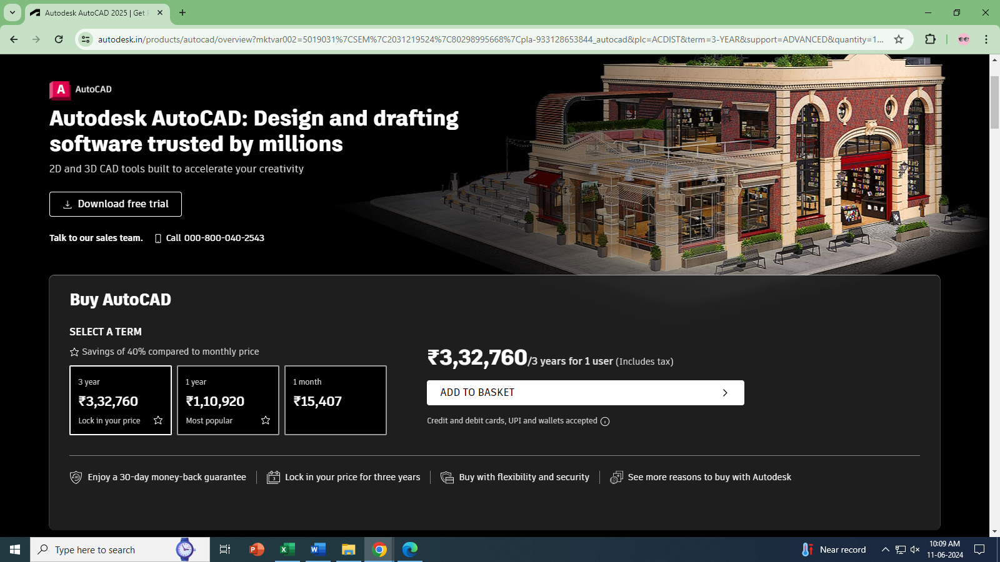 Autodesk AutoCAD 2025 | Get
autodesk.in/products/autocad/overview?mktvar002=5019031%7CSEM%7C2031219524%7C80298995668%7Cpla-933128653844_autocad&plc=ACDIST&term=3-YEAR&support=ADVANCED&quantity=1...
A AutoCAD
Autodesk AutoCAD: Design and drafting
software trusted by millions
2D and 3D CAD tools built to accelerate your creativity
Download free trial
Talk to our sales team. Call 000-800-040-2543
Buy AutoCAD
SELECT A TERM
Savings of 40% compared to monthly price
3 year
₹3,32,760
Lock in your price
1 year
₹1,10,920
Most popular
1 month
₹15,407
₹3,32,760/3 years for 1 user (Includes tax)
ADD TO BASKET
Credit and debit cards, UPI and wallets accepted
Enjoy a 30-day money-back guarantee
Lock in your price for three years
Buy with flexibility and security
See more reasons to buy with Autodesk
Type here to search
Near record
10:09 AM
11-06-2024